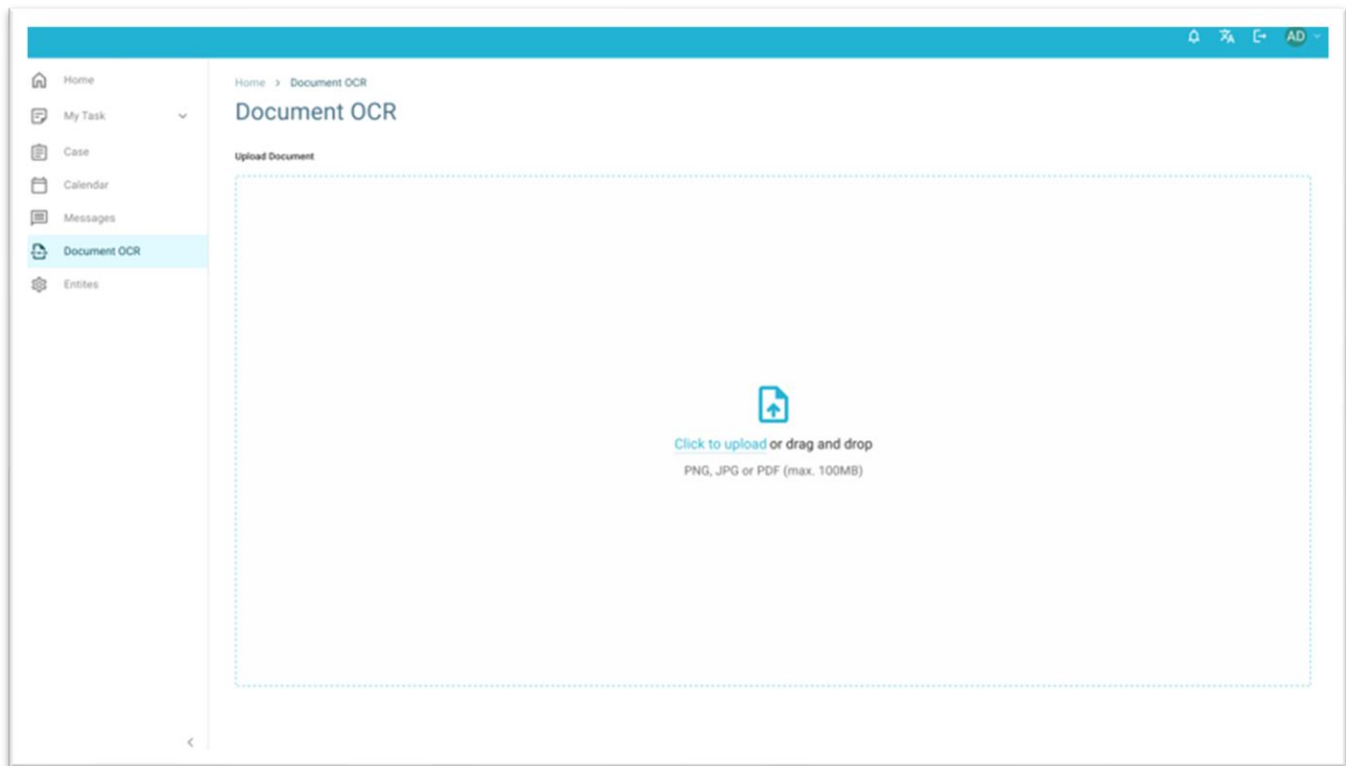 AD
Home
My Task
Case
Calendar
Messages
Document OCR
Entites
Home > Document OCR
Document OCR
Upload Document
Click to upload or drag and drop
PNG, JPG or PDF (max. 100MB)